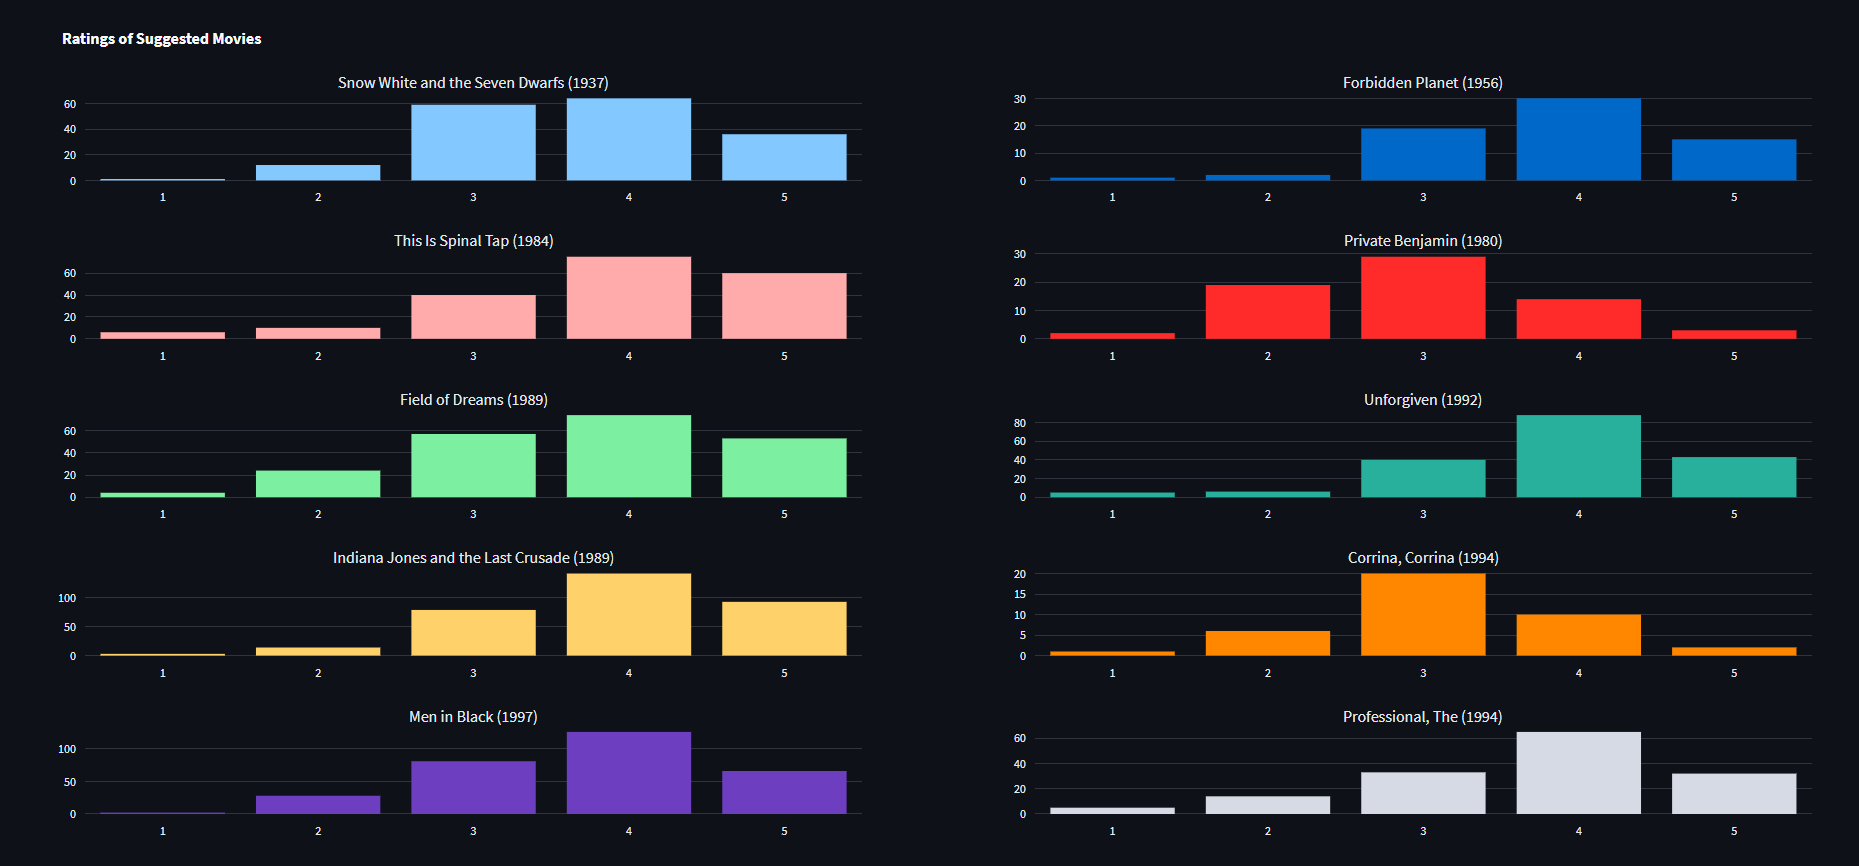 Ratings of Suggested Movies
Snow White and the Seven Dwarfs (1937)
60
40
20
0
1 2 3 4 5
Forbidden Planet (1956)
30
20
10
0
1 2 3 4 5
This Is Spinal Tap (1984)
60
40
20
0
1 2 3 4 5
Private Benjamin (1980)
30
20
10
0
1 2 3 4 5
Field of Dreams (1989)
60
40
20
0
1 2 3 4 5
Unforgiven (1992)
80
60
40
20
0
1 2 3 4 5
Indiana Jones and the Last Crusade (1989)
100
50
0
1 2 3 4 5
Corrina, Corrina (1994)
20
15
10
5
0
1 2 3 4 5
Men in Black (1997)
100
50
0
1 2 3 4 5
Professional, The (1994)
60
40
20
0
1 2 3 4 5